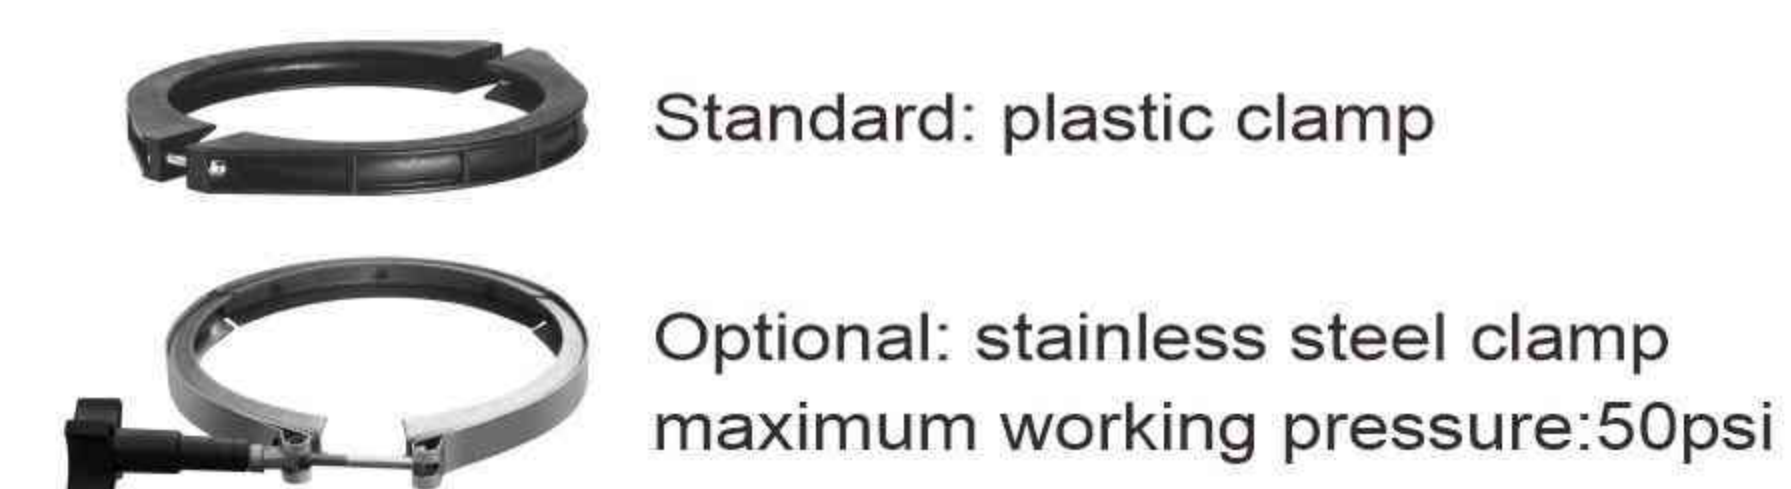 Standard: plastic clamp
Optional: stainless steel clamp
maximum working pressure:50psi